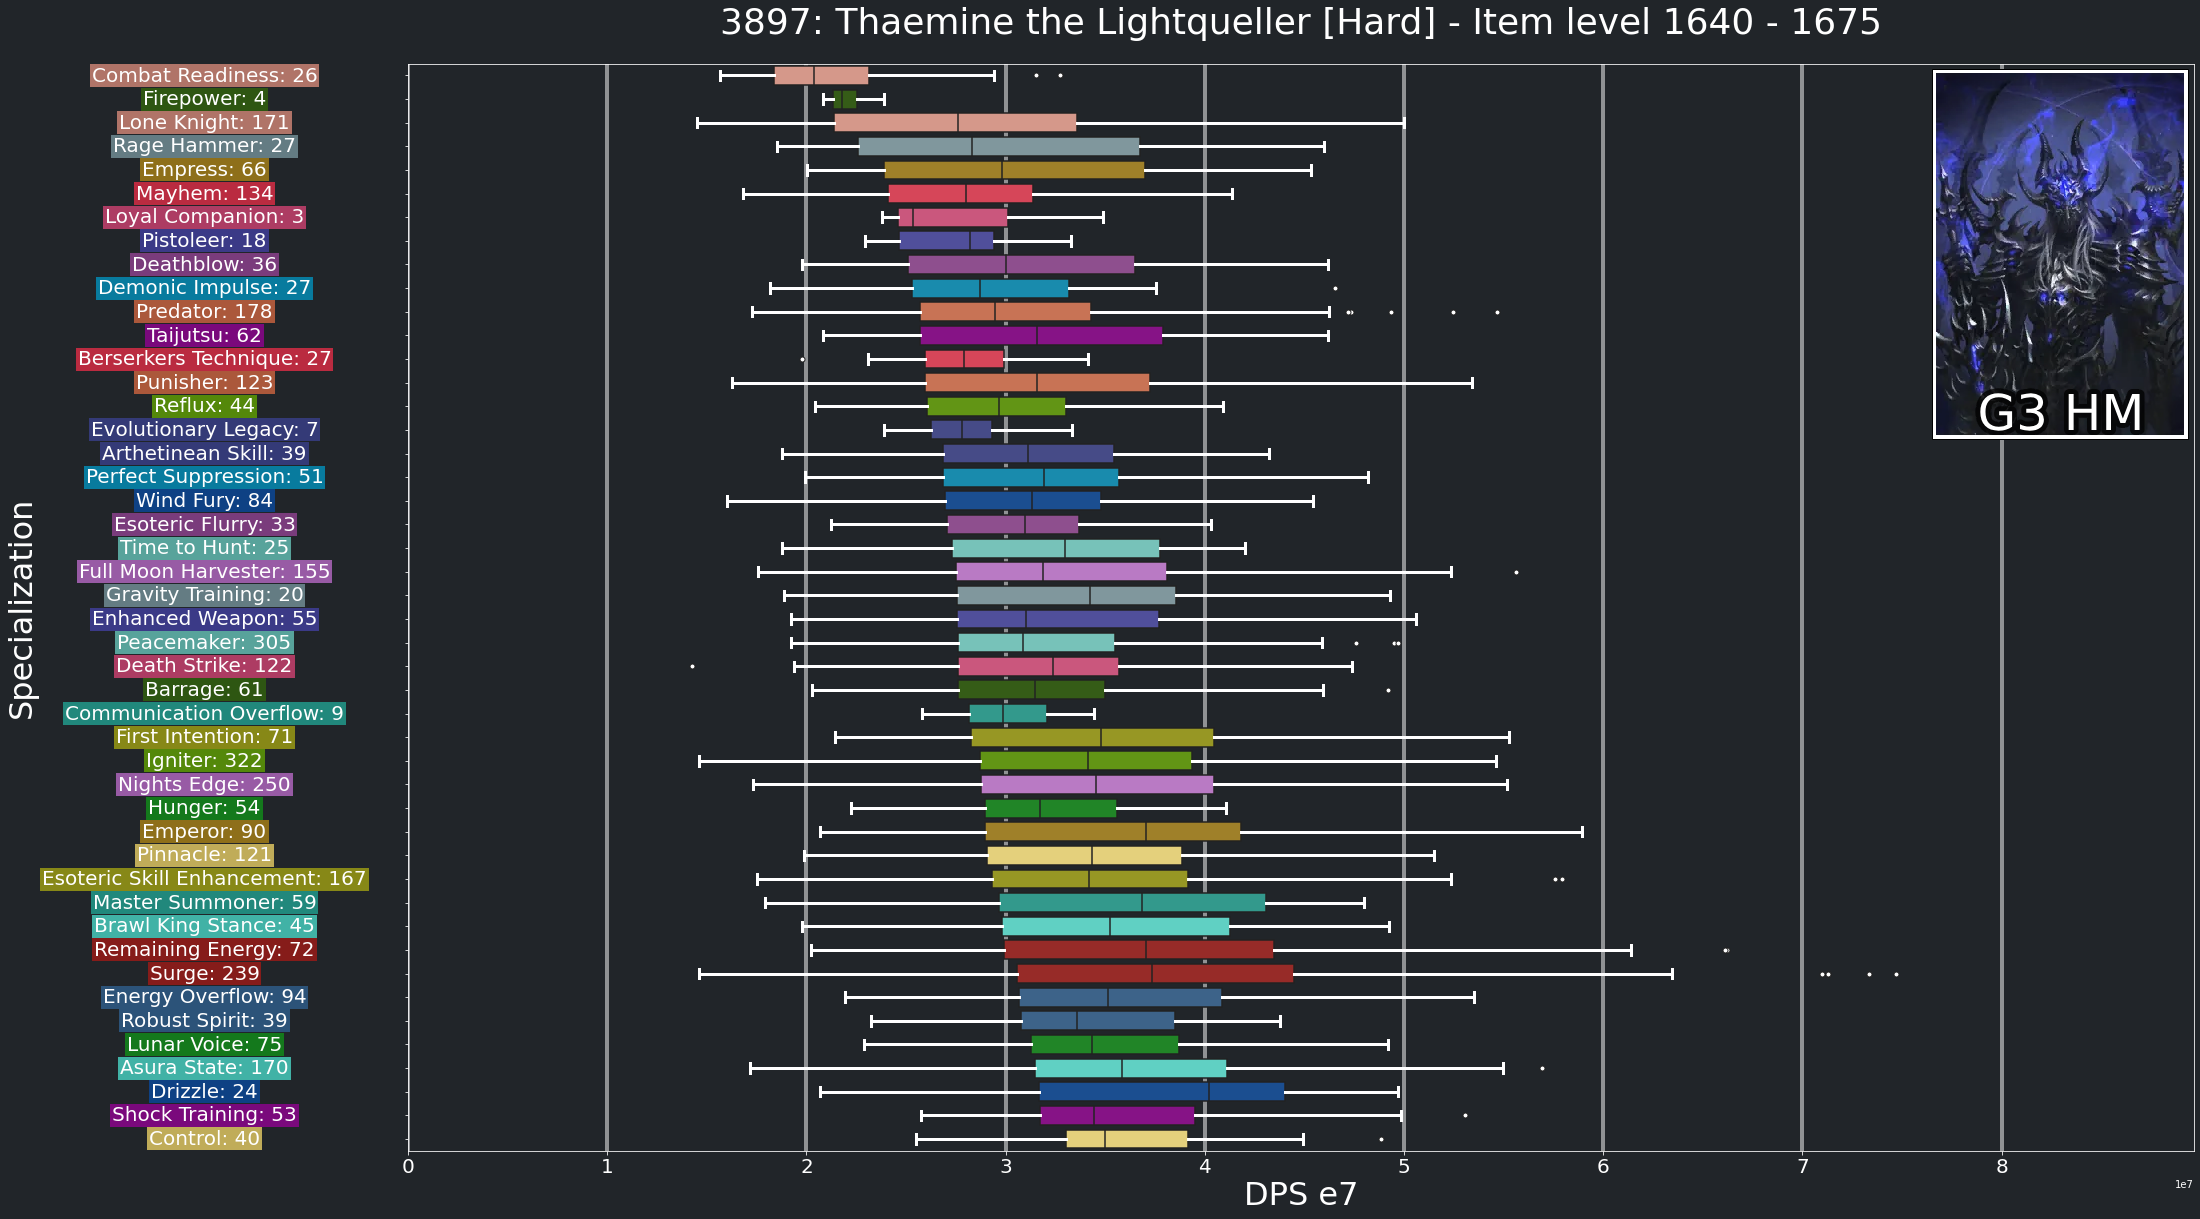 3897: Thaemine the Lightqueller [Hard] - Item level 1640 - 1675
Combat Readiness: 26
Firepower: 4
Lone Knight: 171
Rage Hammer: 27
Empress: 66
Mayhem: 134
Loyal Companion: 3
Pistoleer: 18
Deathblow: 36
Demonic Impulse: 27
Predator: 178
Taijutsu: 62
Berserkers Technique: 27
Punisher: 123
Reflux: 44
Evolutionary Legacy: 7
Arthetinean Skill: 39
Perfect Suppression: 51
Wind Fury: 84
Esoteric Flurry: 33
Time to Hunt: 25
Full Moon Harvester: 155
Gravity Training: 20
Enhanced Weapon: 55
Peacemaker: 305
Death Strike: 122
Barrage: 61
Communication Overflow: 9
First Intention: 71
Igniter: 322
Nights Edge: 250
Hunger: 54
Emperor: 90
Pinnacle: 121
Esoteric Skill Enhancement: 167
Master Summoner: 59
Brawl King Stance: 45
Remaining Energy: 72
Surge: 239
Energy Overflow: 94
Robust Spirit: 39
Lunar Voice: 75
Asura State: 170
Drizzle: 24
Shock Training: 53
Control: 40
Specialization
G3 HM
0 1 2 3 4 5 6 7 8
1e7
DPS e7